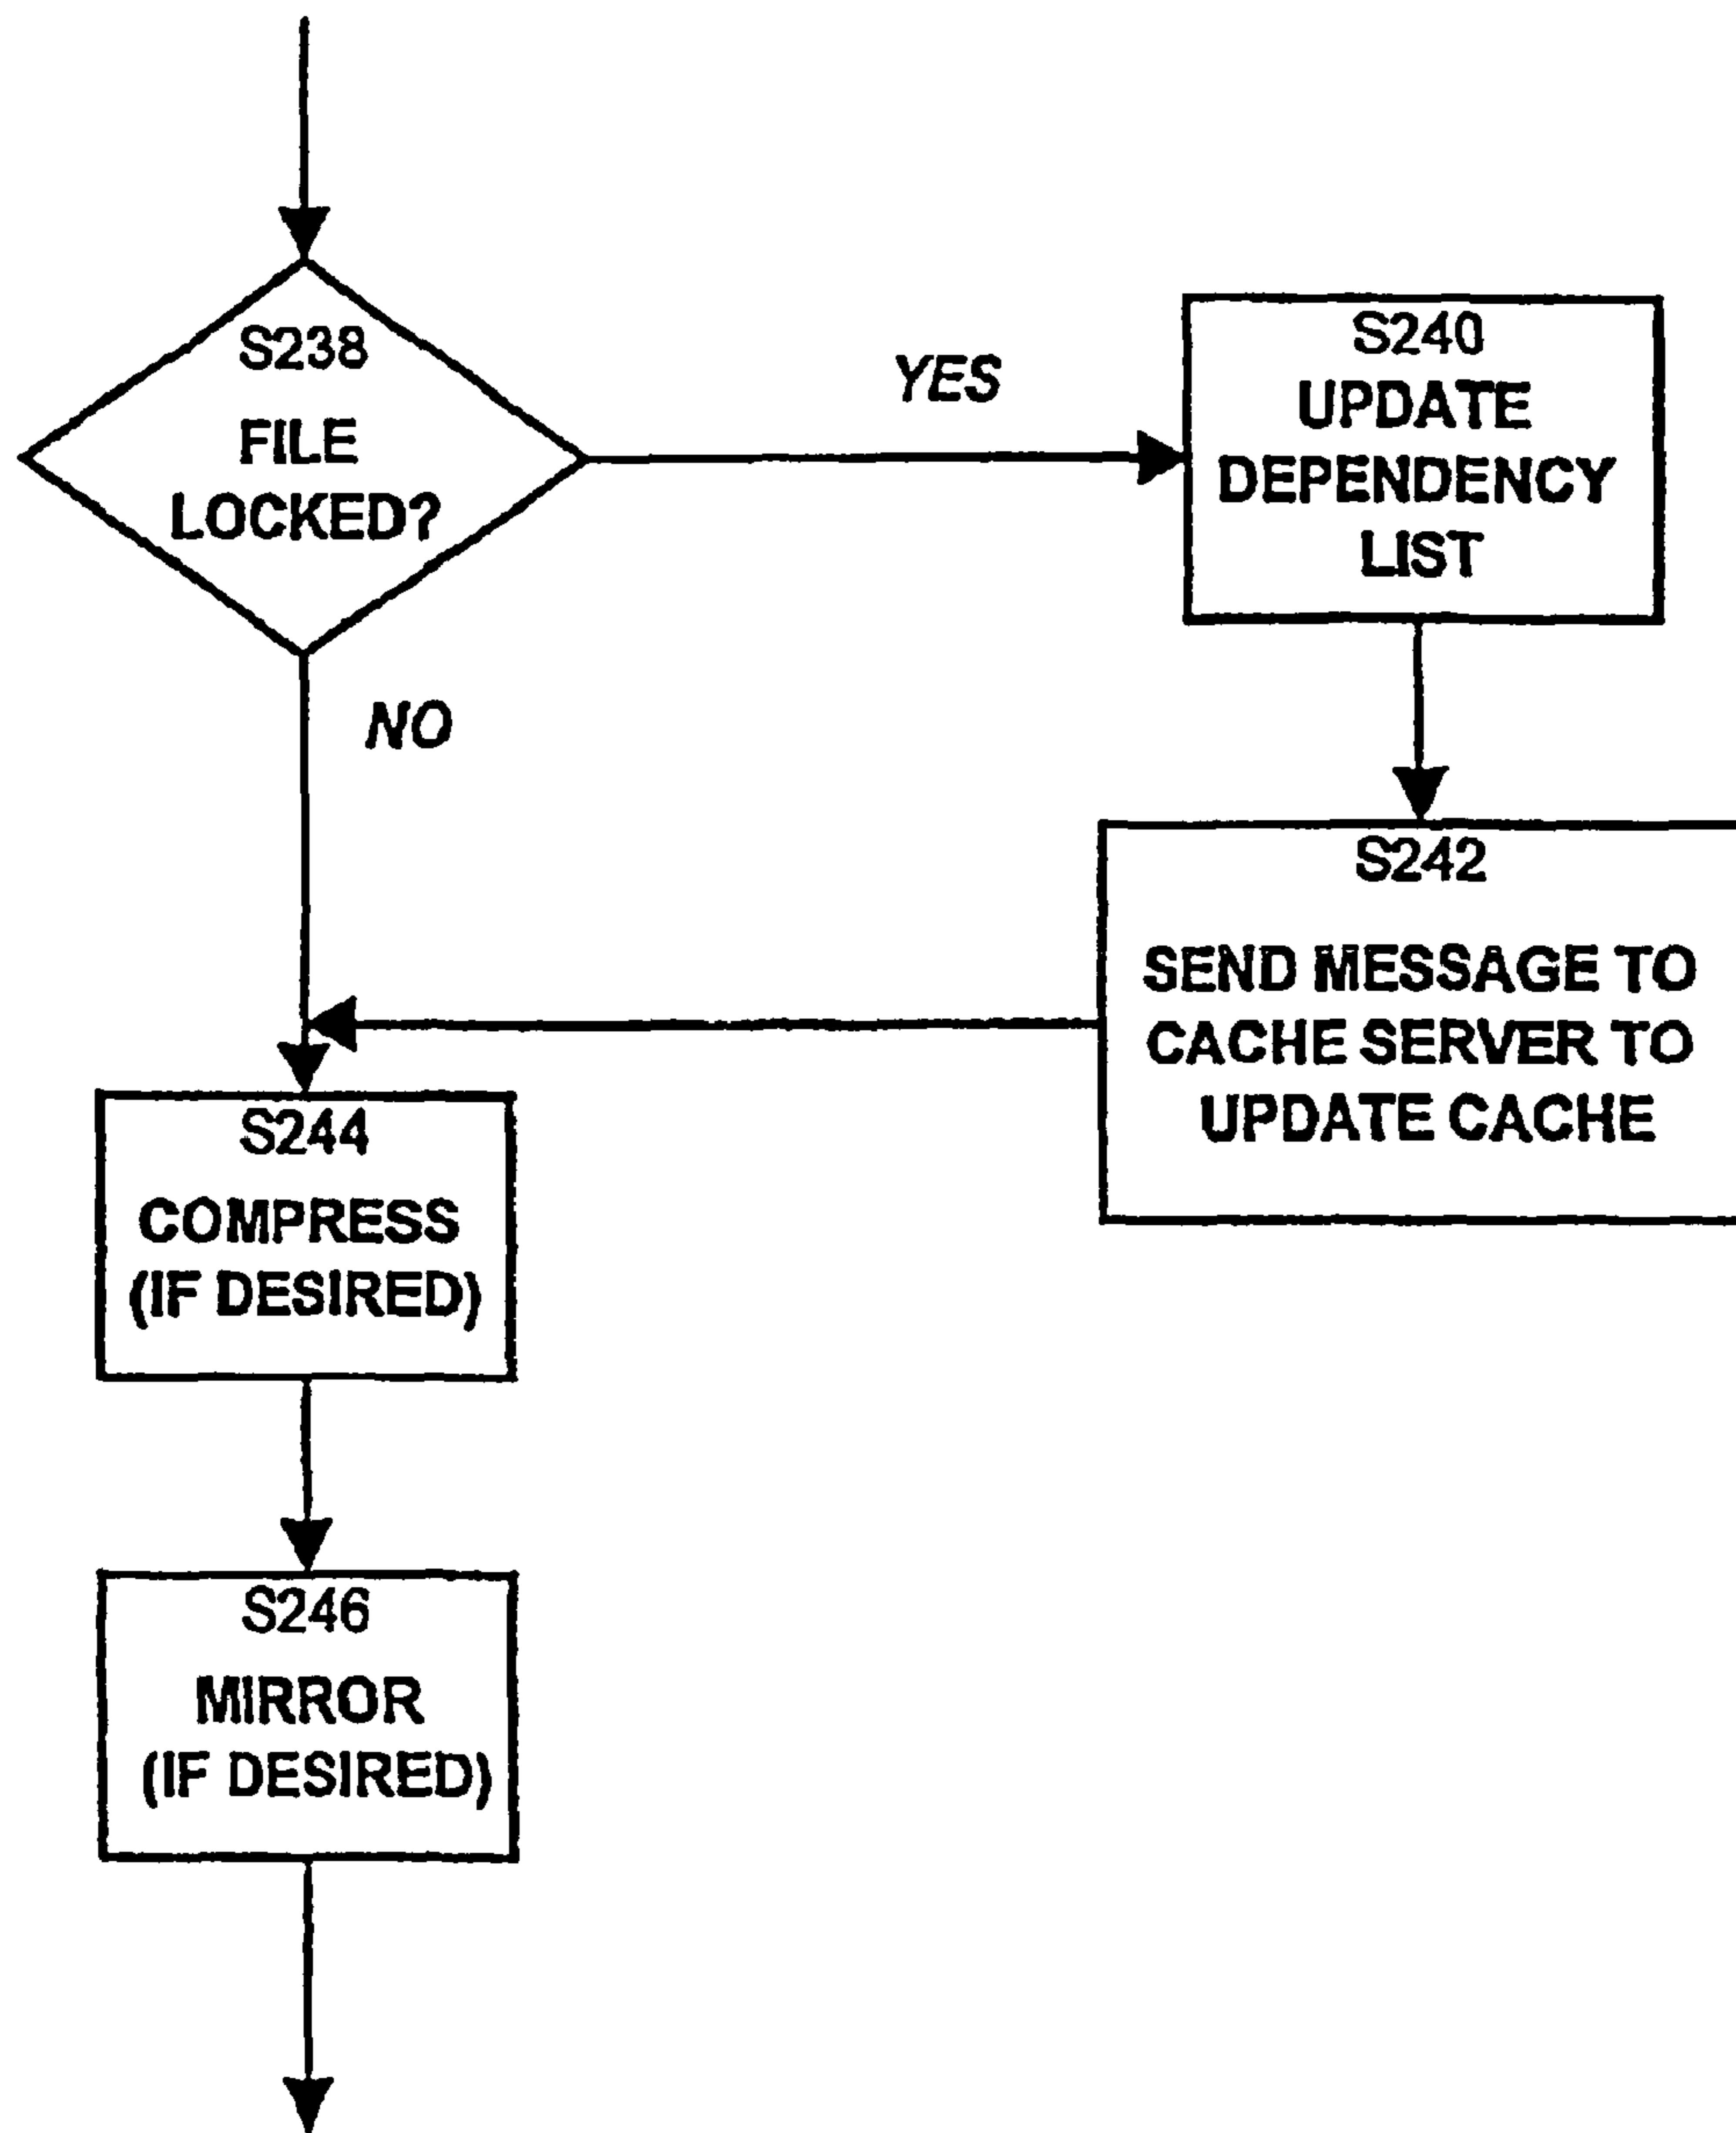 S238
FILE
LOCKED?
YES
S240
UPDATE
DEPENDENCY
LIST
NO
S242
SEND MESSAGE TO
CACHE SERVER TO
UPDATE CACHE
S244
COMPRESS
(IF DESIRED)
S246
MIRROR
(IF DESIRED)